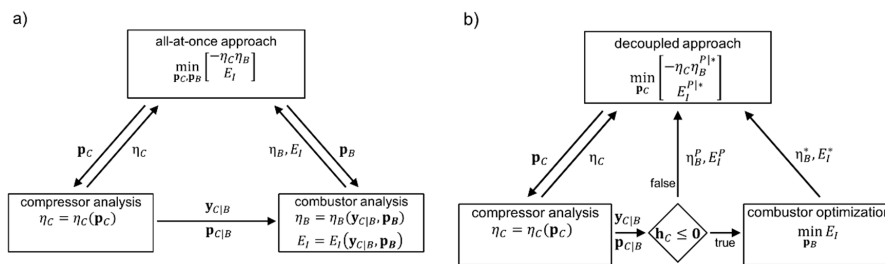 a)
all-at-once approach
min
p_C,p_B
[−η_C η_B
E_I]
p_C
η_C
η_B, E_I
p_B
compressor analysis
η_C = η_C(p_C)
y_C|B
p_C|B
combustor analysis
η_B = η_B(y_C|B, p_B)
E_I = E_I(y_C|B, p_B)
b)
decoupled approach
min
p_C
[−η_C η_B^P|*
E_I^P|*]
p_C
η_C
η_B^P, E_I^P
η_B^*, E_I^*
false
compressor analysis
η_C = η_C(p_C)
y_C|B
p_C|B
h_C ≤ 0
true
combustor optimization
min E_I
p_B